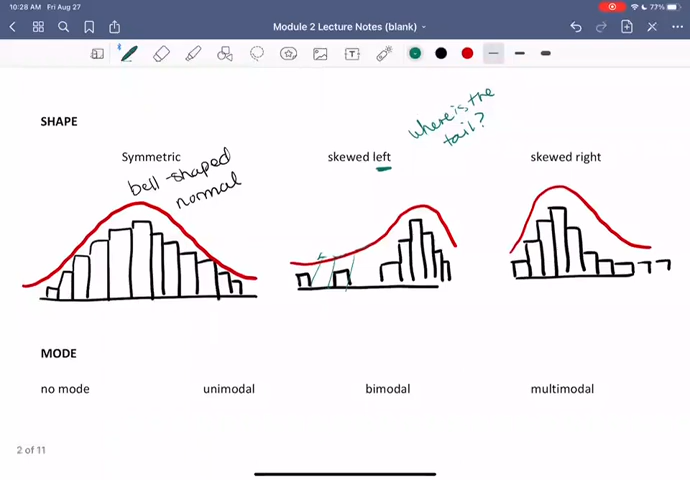 10:28 AM Fri Aug 27
77%
Module 2 Lecture Notes (blank)
SHAPE
where is the
tail?
Symmetric
skewed left
skewed right
bell-shaped
normal
MODE
no mode
unimodal
bimodal
multimodal
2 of 11